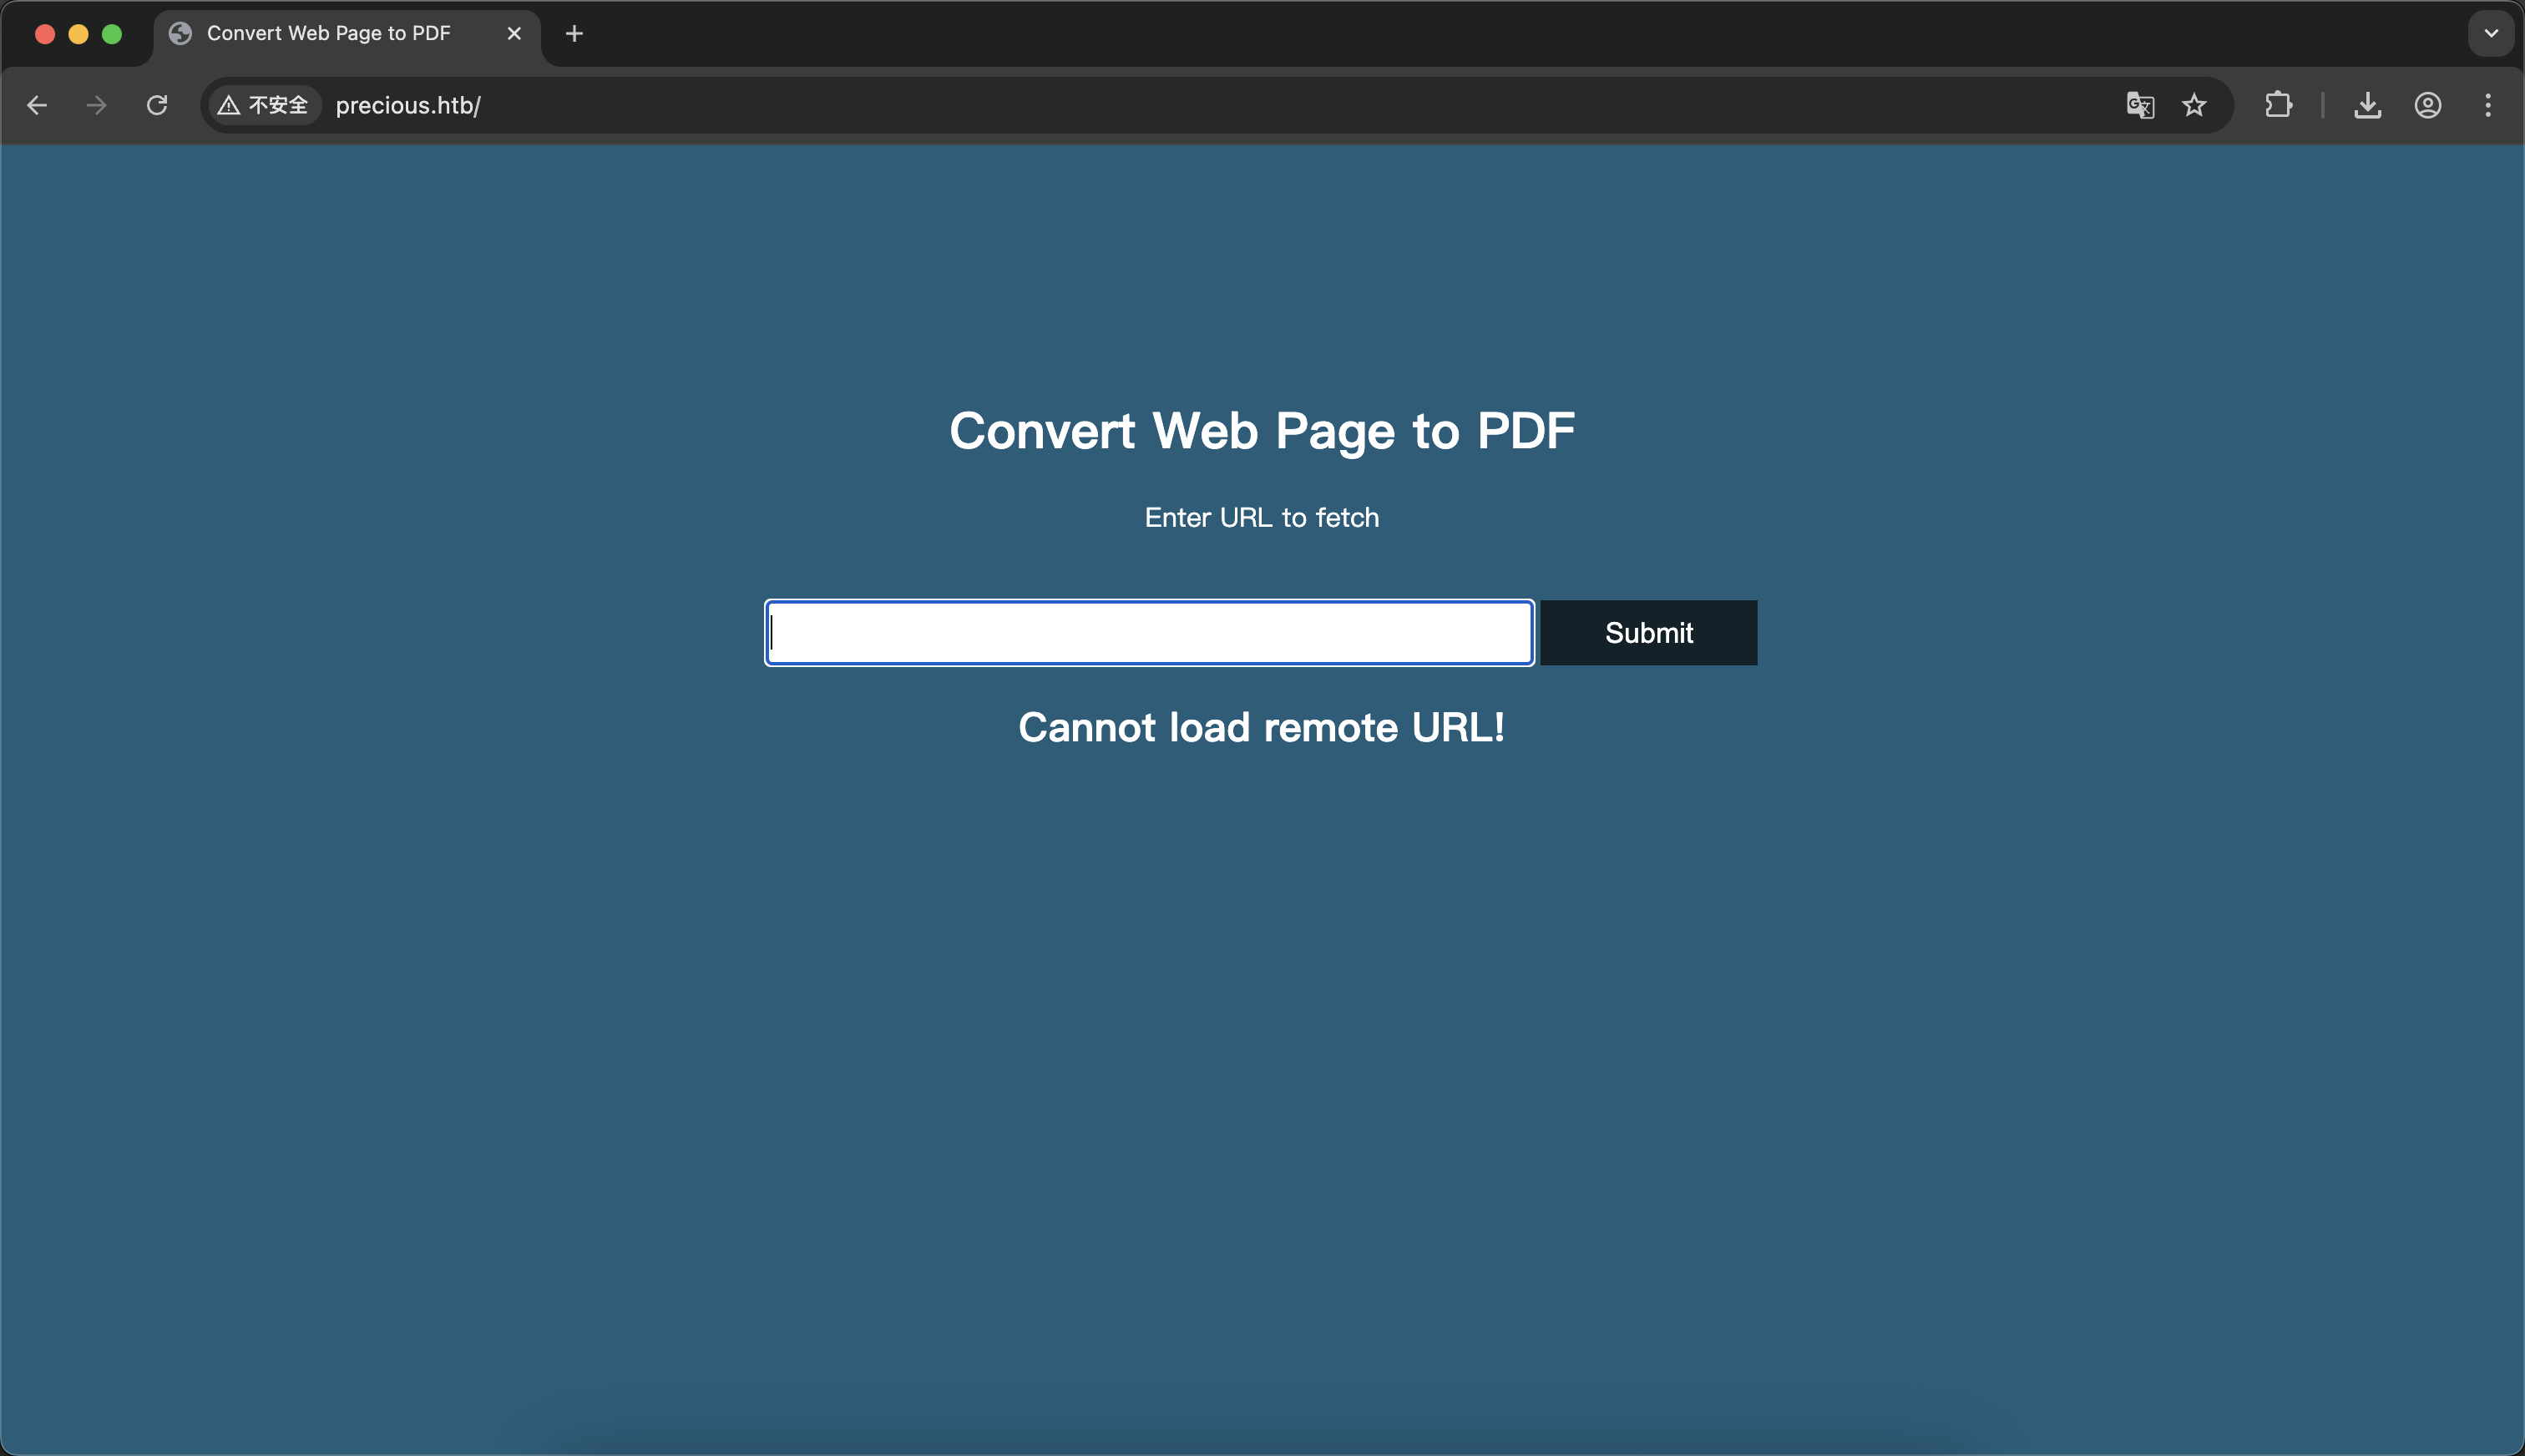 Convert Web Page to PDF
不安全 precious.htb/
Convert Web Page to PDF
Enter URL to fetch
Submit
Cannot load remote URL!